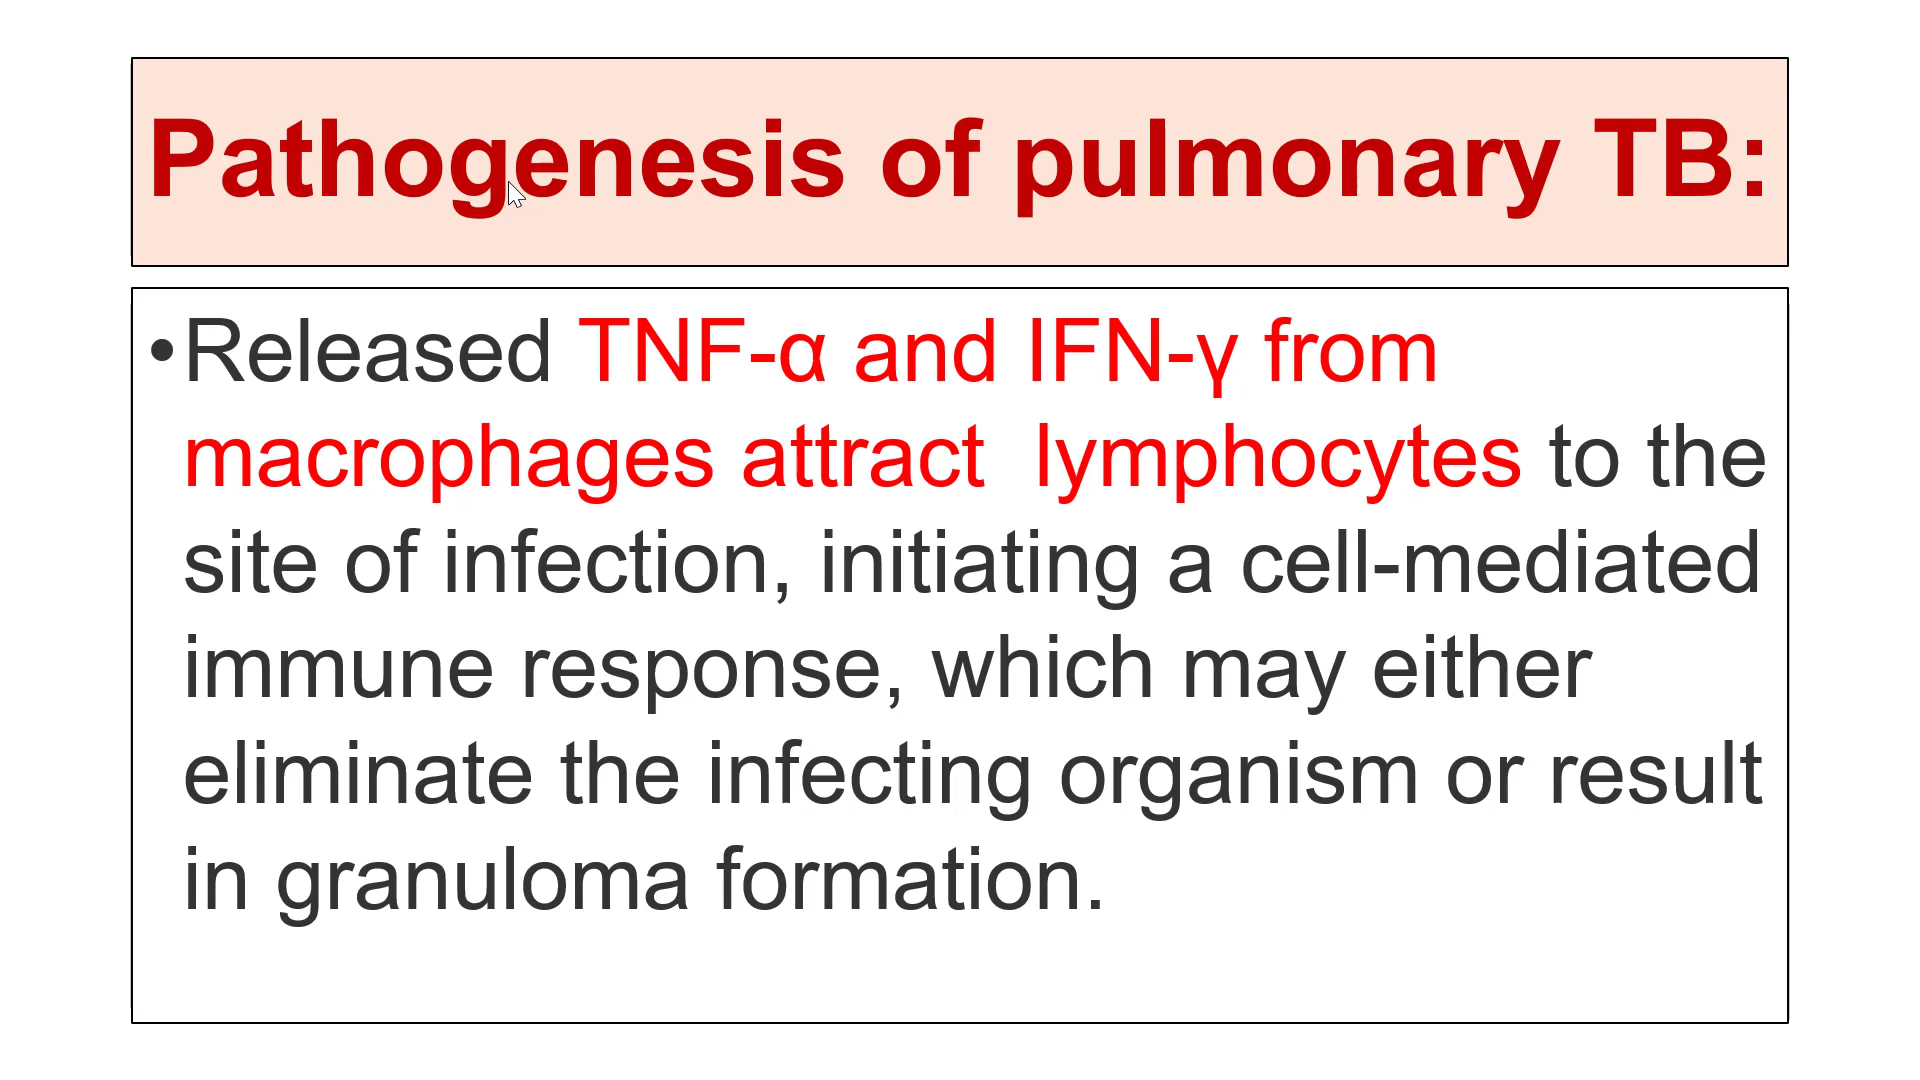 Pathogenesis of pulmonary TB:
•Released TNF-α and IFN-γ from
macrophages attract  lymphocytes to the
site of infection, initiating a cell-mediated
immune response, which may either
eliminate the infecting organism or result
in granuloma formation.